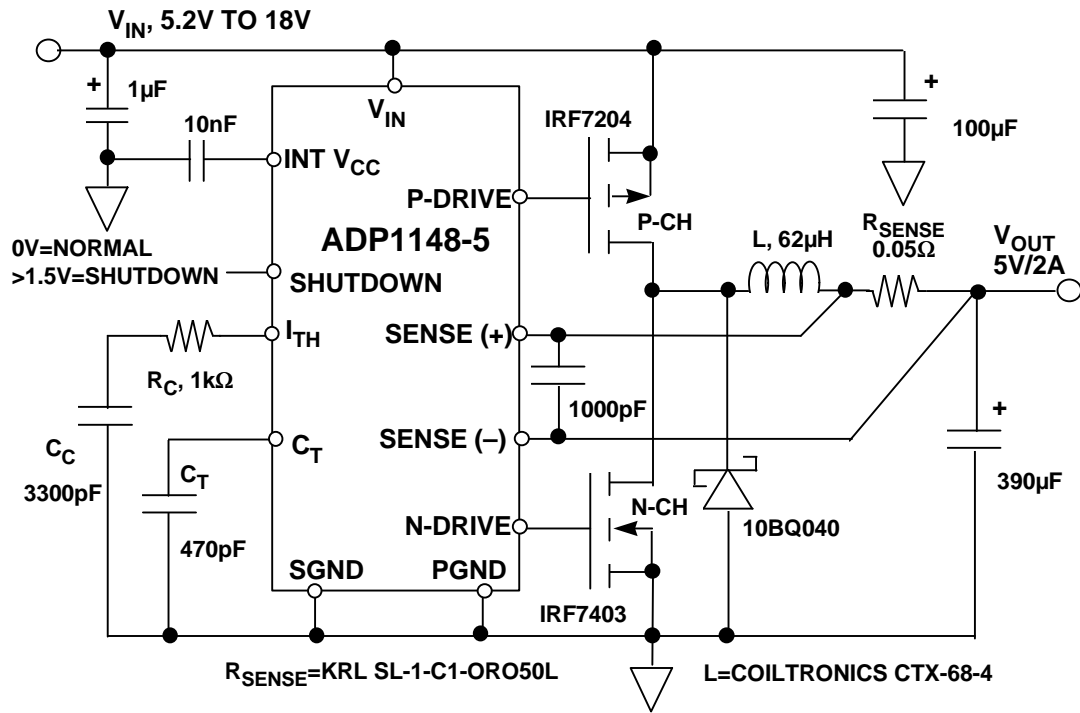 VIN, 5.2V TO 18V
+
1µF
10nF
VIN
INT VCC
IRF7204
+
100µF
P-DRIVE
P-CH
ADP1148-5
0V=NORMAL
>1.5V=SHUTDOWN
SHUTDOWN
L, 62µH
RSENSE
0.05Ω
VOUT
5V/2A
ITH
RC, 1kΩ
SENSE (+)
1000pF
SENSE (–)
CT
CC
3300pF
CT
470pF
+
390µF
N-DRIVE
N-CH
10BQ040
SGND
PGND
IRF7403
RSENSE=KRL SL-1-C1-ORO50L
L=COILTRONICS CTX-68-4